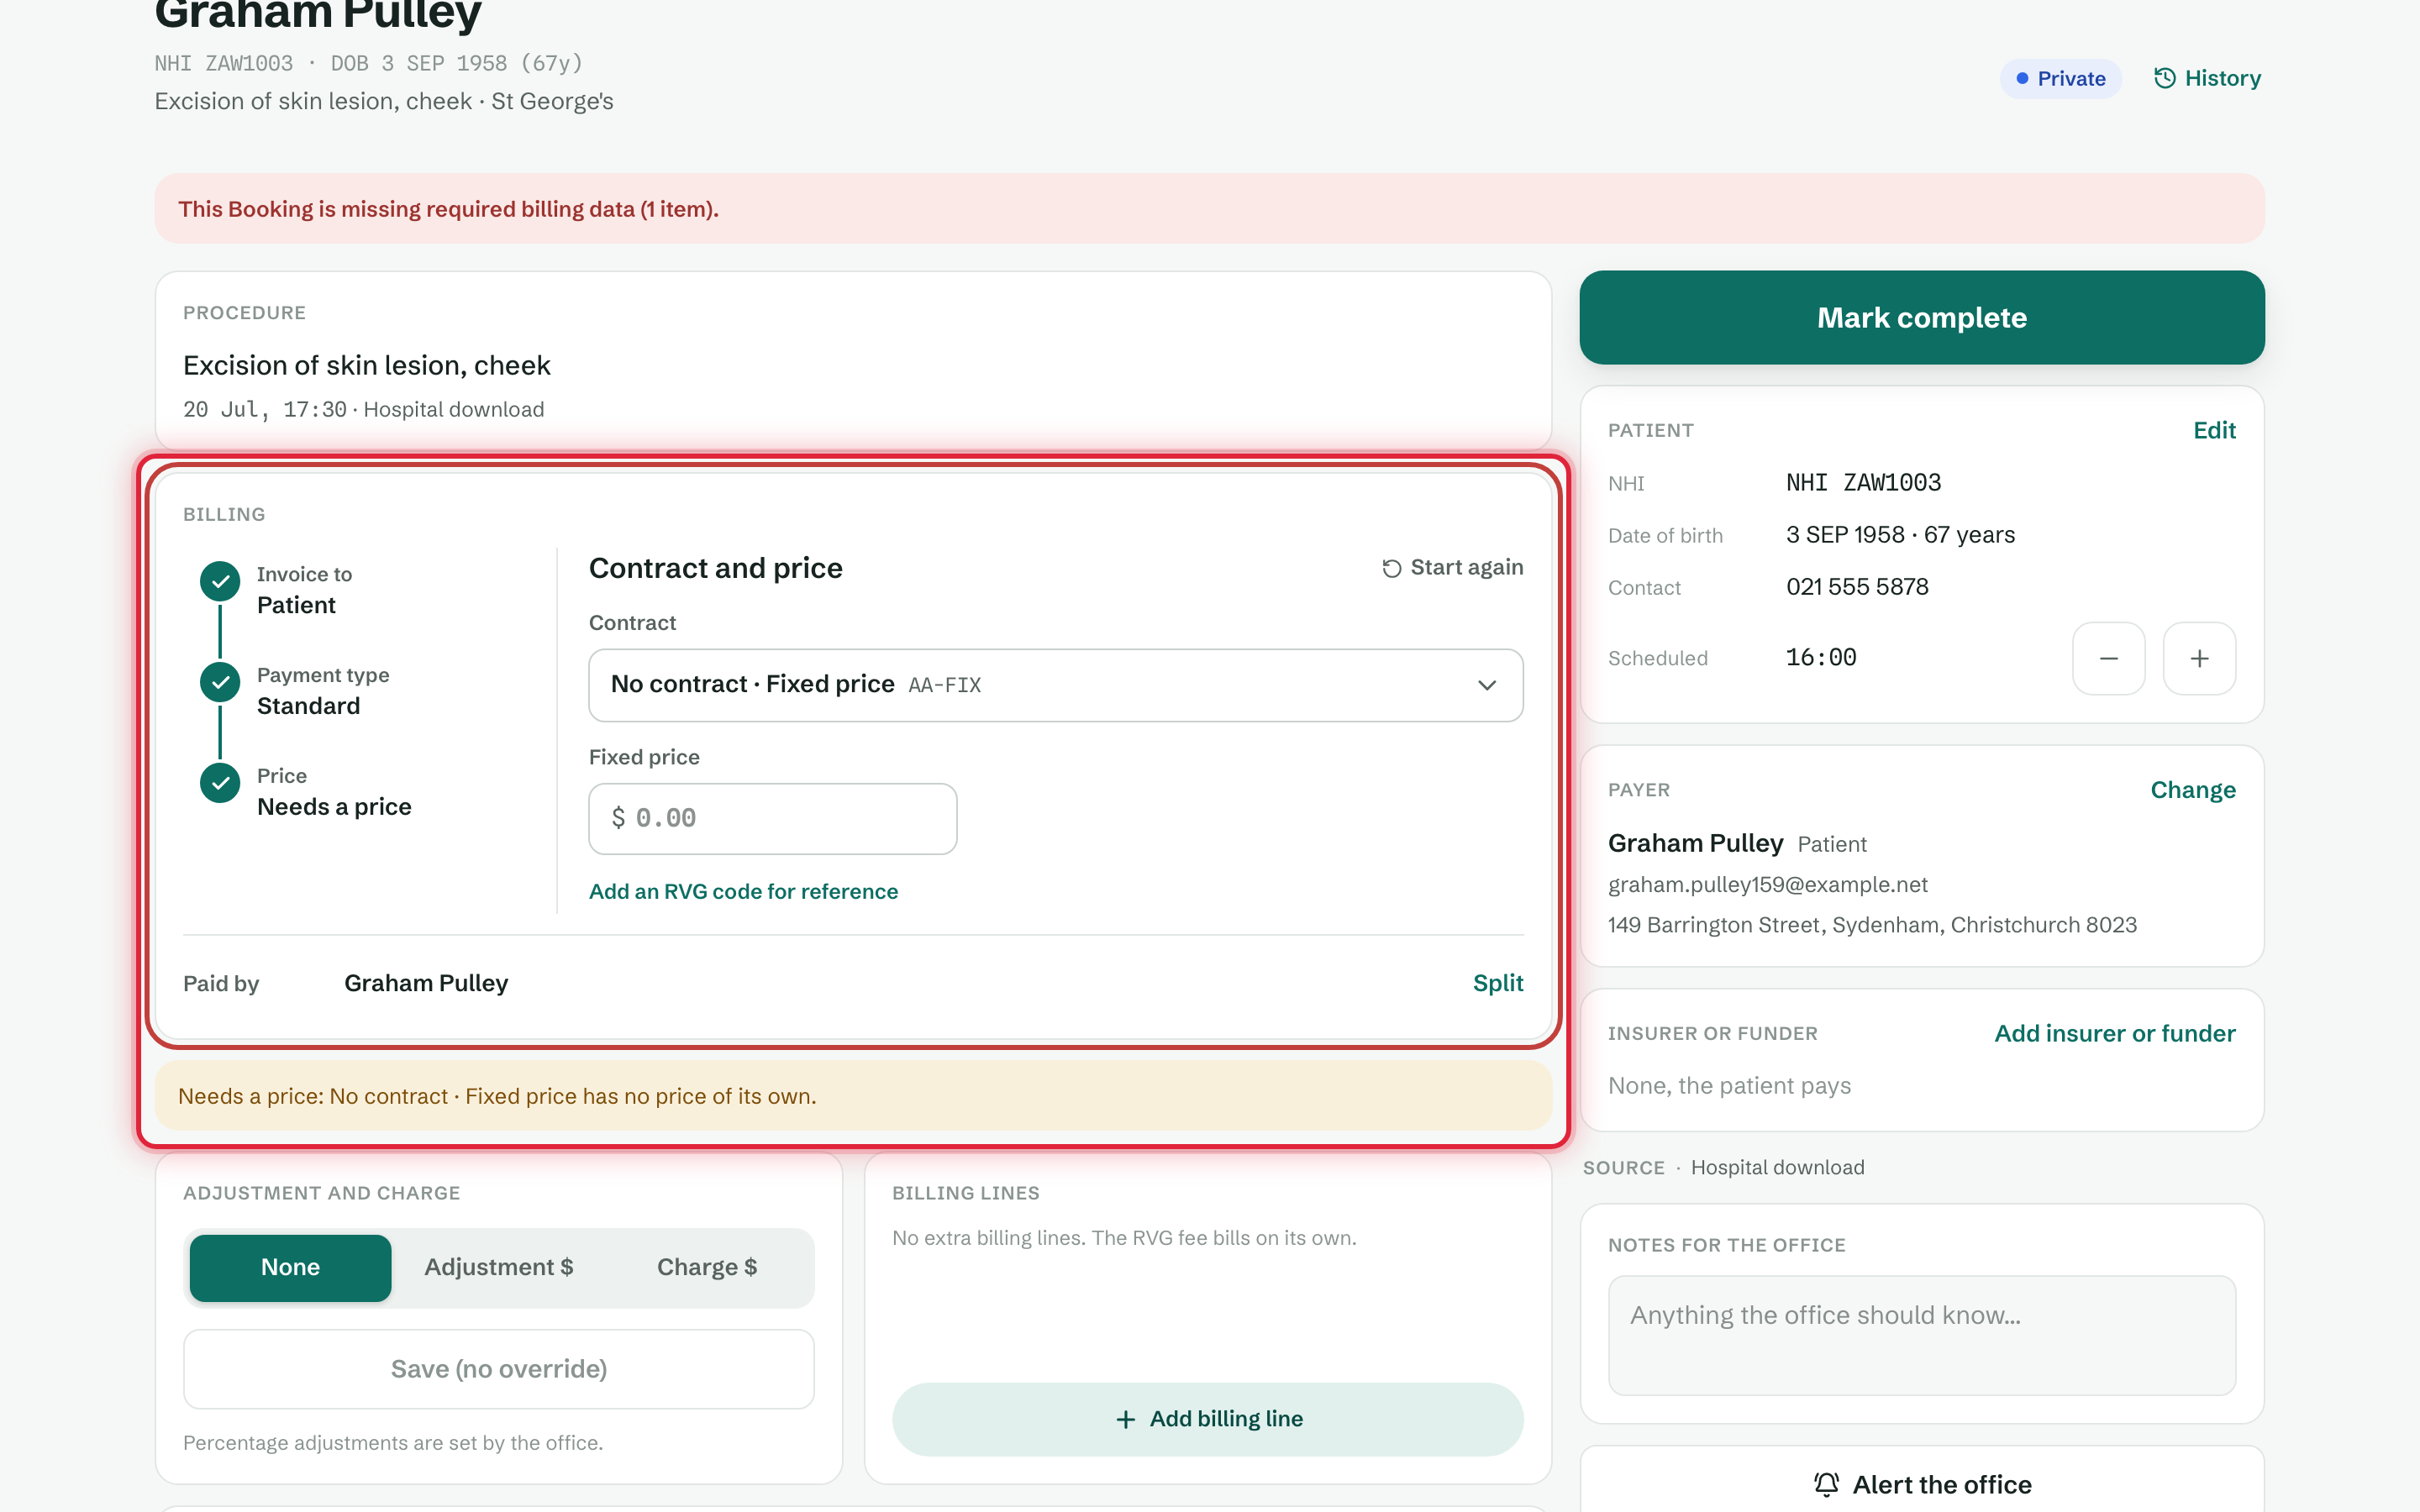 Graham Pulley
NHI ZAW1003 · DOB 3 SEP 1958 (67y)
Excision of skin lesion, cheek · St George's
Private
History
This Booking is missing required billing data (1 item).
PROCEDURE
Excision of skin lesion, cheek
20 Jul, 17:30 · Hospital download
BILLING
Invoice to
Patient
Payment type
Standard
Price
Needs a price
Contract and price
Start again
Contract
No contract · Fixed price AA-FIX
Fixed price
$ 0.00
Add an RVG code for reference
Paid by
Graham Pulley
Split
Needs a price: No contract · Fixed price has no price of its own.
ADJUSTMENT AND CHARGE
None
Adjustment $
Charge $
Save (no override)
Percentage adjustments are set by the office.
BILLING LINES
No extra billing lines. The RVG fee bills on its own.
+ Add billing line
Mark complete
PATIENT
Edit
NHI
NHI ZAW1003
Date of birth
3 SEP 1958 · 67 years
Contact
021 555 5878
Scheduled
16:00
PAYER
Change
Graham Pulley Patient
graham.pulley159@example.net
149 Barrington Street, Sydenham, Christchurch 8023
INSURER OR FUNDER
Add insurer or funder
None, the patient pays
SOURCE · Hospital download
NOTES FOR THE OFFICE
Anything the office should know...
Alert the office